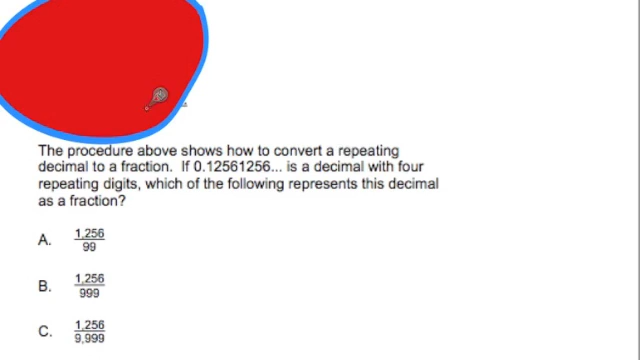 The procedure above shows how to convert a repeating
decimal to a fraction. If 0.12561256... is a decimal with four
repeating digits, which of the following represents this decimal
as a fraction?
A. 1,256/99
B. 1,256/999
C. 1,256/9,999